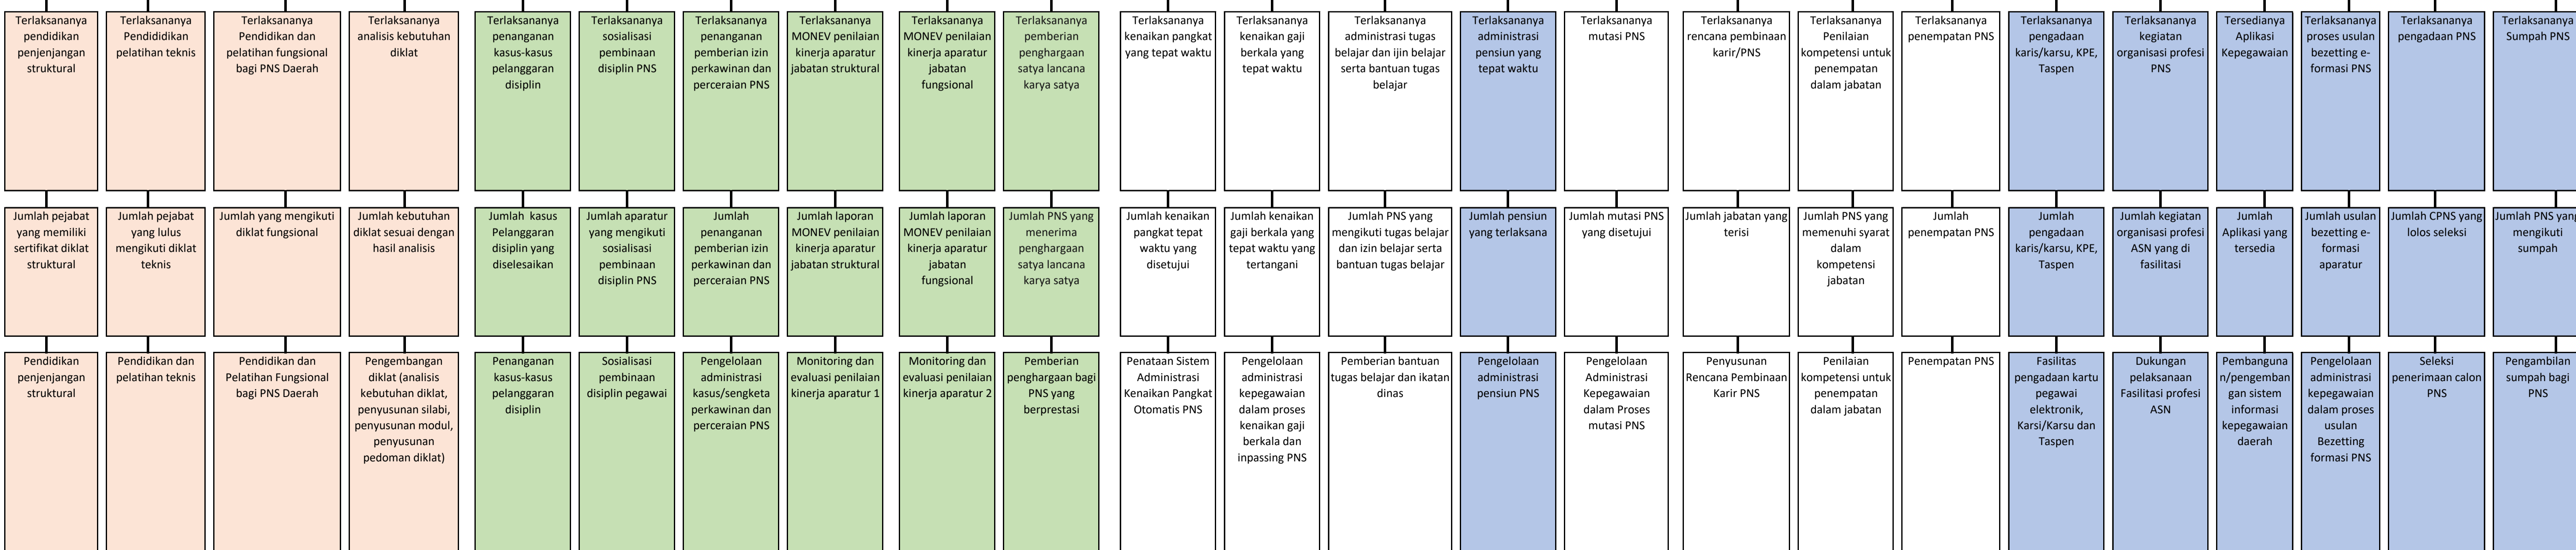 Terlaksananya
pendidikan
penjenjangan
struktural
Terlaksananya
Pendididikan
pelatihan teknis
Terlaksananya
Pendidikan dan
pelatihan fungsional
bagi PNS Daerah
Terlaksananya
analisis kebutuhan
diklat
Terlaksananya
penanganan
kasus-kasus
pelanggaran
disiplin
Terlaksananya
sosialisasi
pembinaan
disiplin PNS
Terlaksananya
penanganan
pemberian izin
perkawinan dan
perceraian PNS
Terlaksananya
MONEV penilaian
kinerja aparatur
jabatan struktural
Terlaksananya
MONEV penilaian
kinerja aparatur
jabatan
fungsional
Terlaksananya
pemberian
penghargaan
satya lancana
karya satya
Terlaksananya
kenaikan pangkat
yang tepat waktu
Terlaksananya
kenaikan gaji
berkala yang
tepat waktu
Terlaksananya
administrasi tugas
belajar dan ijin belajar
serta bantuan tugas
belajar
Terlaksananya
administrasi
pensiun yang
tepat waktu
Terlaksananya
mutasi PNS
Terlaksananya
rencana pembinaan
karir/PNS
Terlaksananya
Penilaian
kompetensi untuk
penempatan
dalam jabatan
Terlaksananya
penempatan PNS
Terlaksananya
pengadaan
karis/karsu, KPE,
Taspen
Terlaksananya
kegiatan
organisasi profesi
PNS
Tersedianya
Aplikasi
Kepegawaian
Terlaksananya
proses usulan
bezetting e-
formasi PNS
Terlaksananya
pengadaan PNS
Terlaksananya
Sumpah PNS
Jumlah pejabat
yang memiliki
sertifikat diklat
struktural
Jumlah pejabat
yang lulus
mengikuti diklat
teknis
Jumlah yang mengikuti
diklat fungsional
Jumlah kebutuhan
diklat sesuai dengan
hasil analisis
Jumlah kasus
Pelanggaran
disiplin yang
diselesaikan
Jumlah aparatur
yang mengikuti
sosialisasi
pembinaan
disiplin PNS
Jumlah
penanganan
pemberian izin
perkawinan dan
perceraian PNS
Jumlah laporan
MONEV penilaian
kinerja aparatur
jabatan struktural
Jumlah laporan
MONEV penilaian
kinerja aparatur
jabatan
fungsional
Jumlah PNS yang
menerima
penghargaan
satya lancana
karya satya
Jumlah kenaikan
pangkat tepat
waktu yang
disetujui
Jumlah kenaikan
gaji berkala yang
tepat waktu yang
tertangani
Jumlah PNS yang
mengikuti tugas belajar
dan izin belajar serta
bantuan tugas belajar
Jumlah pensiun
yang terlaksana
Jumlah mutasi PNS
yang disetujui
Jumlah jabatan yang
terisi
Jumlah PNS yang
memenuhi syarat
dalam
kompetensi
jabatan
Jumlah
penempatan PNS
Jumlah
pengadaan
karis/karsu, KPE,
Taspen
Jumlah kegiatan
organisasi profesi
ASN yang di
fasilitasi
Jumlah
Aplikasi yang
tersedia
Jumlah usulan
bezetting e-
formasi
aparatur
Jumlah CPNS yang
lolos seleksi
Jumlah PNS yang
mengikuti
sumpah
Pendidikan
penjenjangan
struktural
Pendidikan dan
pelatihan teknis
Pendidikan dan
Pelatihan Fungsional
bagi PNS Daerah
Pengembangan
diklat (analisis
kebutuhan diklat,
penyusunan silabi,
penyusunan modul,
penyusunan
pedoman diklat)
Penanganan
kasus-kasus
pelanggaran
disiplin
Sosialisasi
pembinaan
disiplin pegawai
Pengelolaan
administrasi
kasus/sengketa
perkawinan dan
perceraian PNS
Monitoring dan
evaluasi penilaian
kinerja aparatur 1
Monitoring dan
evaluasi penilaian
kinerja aparatur 2
Pemberian
penghargaan bagi
PNS yang
berprestasi
Penataan Sistem
Administrasi
Kenaikan Pangkat
Otomatis PNS
Pengelolaan
administrasi
kepegawaian
dalam proses
kenaikan gaji
berkala dan
inpassing PNS
Pemberian bantuan
tugas belajar dan ikatan
dinas
Pengelolaan
administrasi
pensiun PNS
Pengelolaan
Administrasi
Kepegawaian
dalam Proses
mutasi PNS
Penyusunan
Rencana Pembinaan
Karir PNS
Penilaian
kompetensi untuk
penempatan
dalam jabatan
Penempatan PNS
Fasilitas
pengadaan kartu
pegawai
elektronik,
Karsi/Karsu dan
Taspen
Dukungan
pelaksanaan
Fasilitasi profesi
ASN
Pembanguna
n/pengemban
gan sistem
informasi
kepegawaian
daerah
Pengelolaan
administrasi
kepegawaian
dalam proses
usulan
Bezetting
formasi PNS
Seleksi
penerimaan calon
PNS
Pengambilan
sumpah bagi
PNS